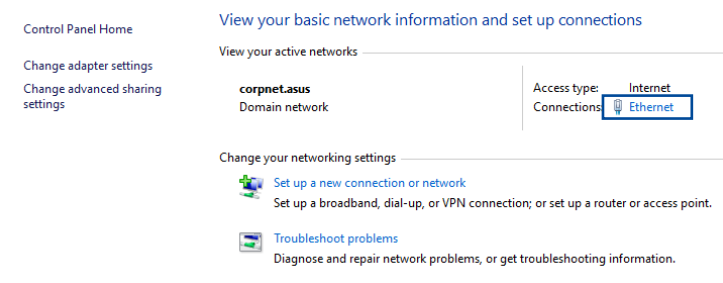 Control Panel Home
Change adapter settings
Change advanced sharing
settings
View your basic network information and set up connections
View your active networks
corpnet.asus
Domain network
Access type: Internet
Connections: Ethernet
Change your networking settings
Set up a new connection or network
Set up a broadband, dial-up, or VPN connection; or set up a router or access point.
Troubleshoot problems
Diagnose and repair network problems, or get troubleshooting information.